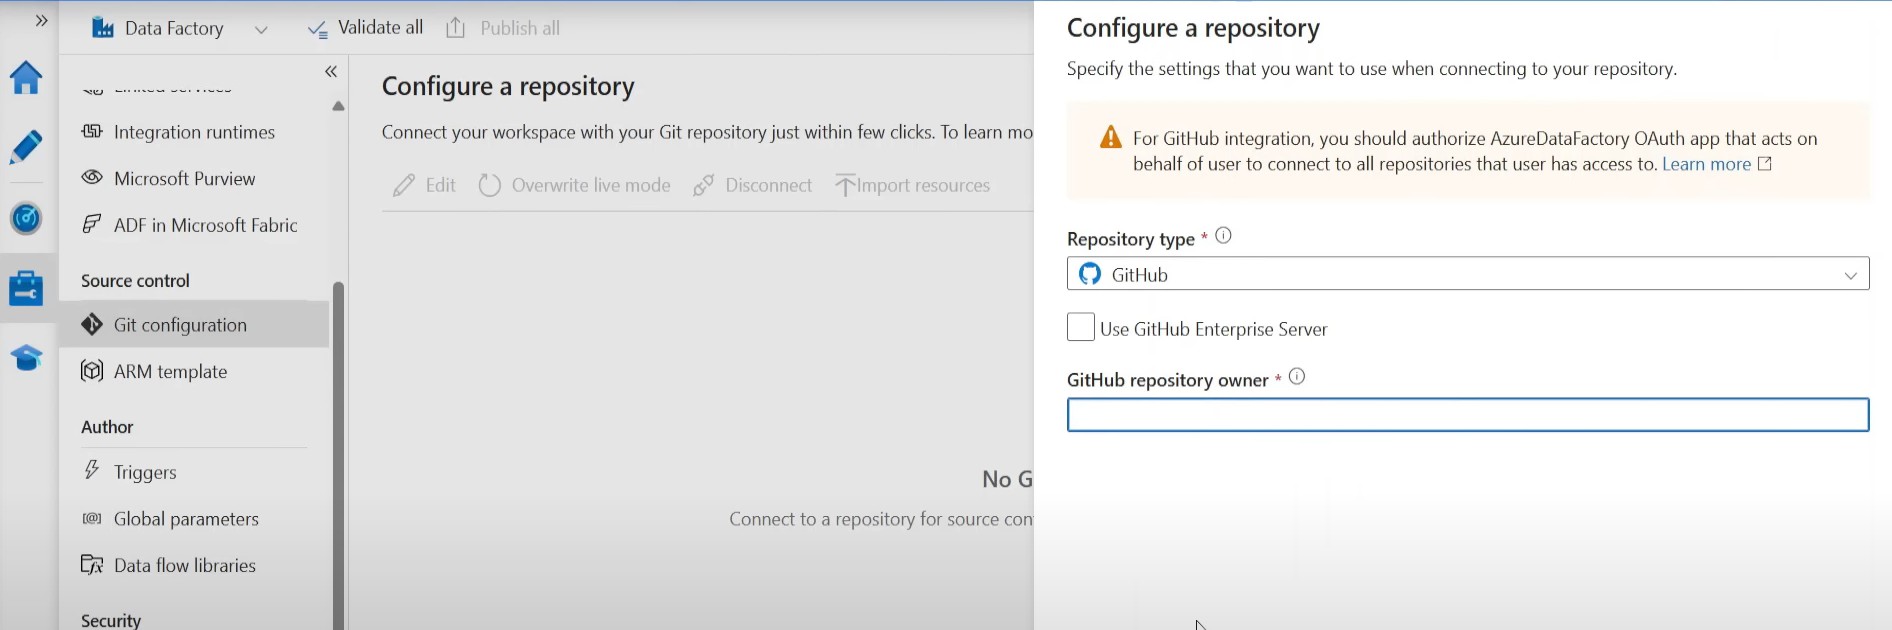 Data Factory
Validate all
Publish all
Linked services
Integration runtimes
Microsoft Purview
ADF in Microsoft Fabric
Source control
Git configuration
ARM template
Author
Triggers
Global parameters
Data flow libraries
Security
Configure a repository
Connect your workspace with your Git repository just within few clicks. To learn mo
Edit
Overwrite live mode
Disconnect
Import resources
No G
Connect to a repository for source con
Configure a repository
Specify the settings that you want to use when connecting to your repository.
For GitHub integration, you should authorize AzureDataFactory OAuth app that acts on
behalf of user to connect to all repositories that user has access to. Learn more
Repository type *
GitHub
Use GitHub Enterprise Server
GitHub repository owner *